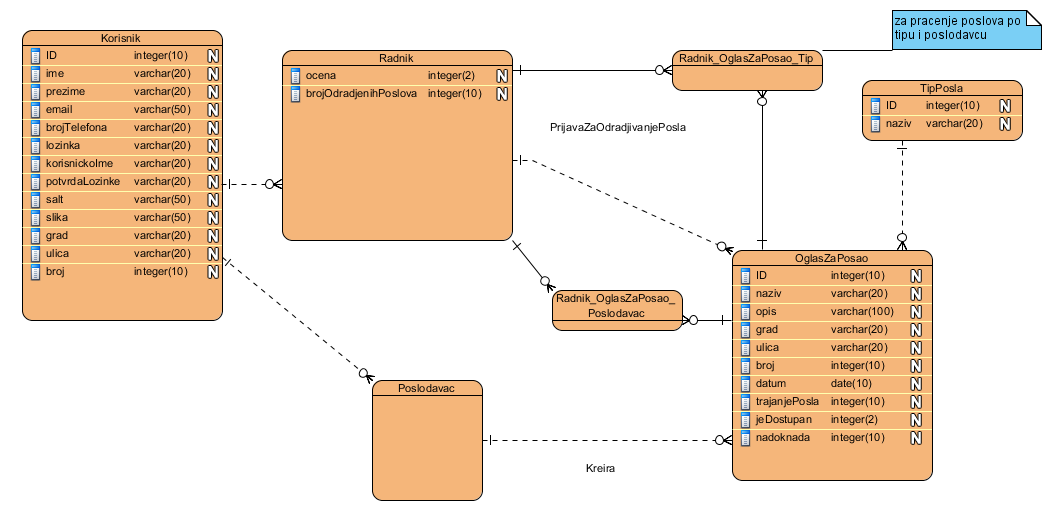 za pracenje poslova po
tipu i poslodavcu
Korisnik
ID integer(10) N
ime varchar(20) N
prezime varchar(20) N
email varchar(50) N
brojTelefona varchar(20) N
lozinka varchar(20) N
korisnickoIme varchar(20) N
potvrdaLozinke varchar(20) N
salt varchar(50) N
slika varchar(50) N
grad varchar(20) N
ulica varchar(20) N
broj integer(10) N
Radnik
ocena integer(2) N
brojOdradjenihPoslova integer(10) N
Radnik_OglasZaPosao_Tip
TipPosla
ID integer(10) N
naziv varchar(20) N
PrijavaZaOdradjivanjePosla
Radnik_OglasZaPosao_
Poslodavac
OglasZaPosao
ID integer(10) N
naziv varchar(20) N
opis varchar(100) N
grad varchar(20) N
ulica varchar(20) N
broj integer(10) N
datum date(10) N
trajanjePosla integer(10) N
jeDostupan integer(2) N
nadoknada integer(10) N
Poslodavac
Kreira